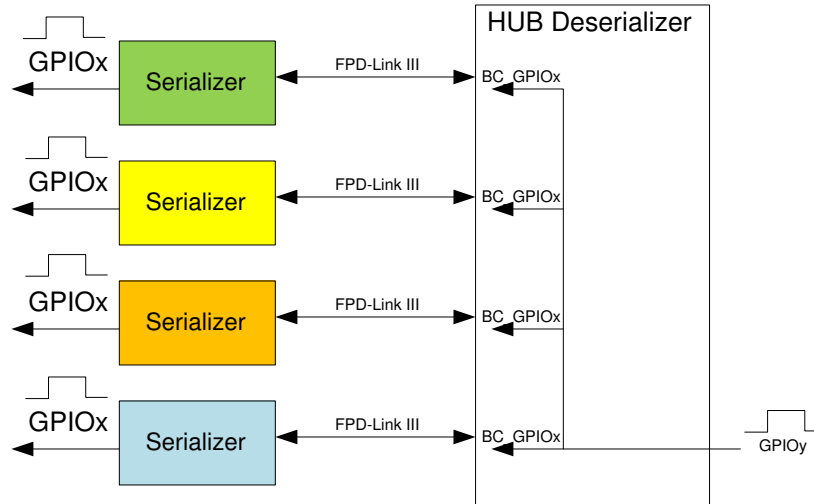 HUB Deserializer
GPIOx
Serializer
FPD-Link III
BC_GPIOx
GPIOx
Serializer
FPD-Link III
BC_GPIOx
GPIOx
Serializer
FPD-Link III
BC_GPIOx
GPIOx
Serializer
FPD-Link III
BC_GPIOx
GPIOy